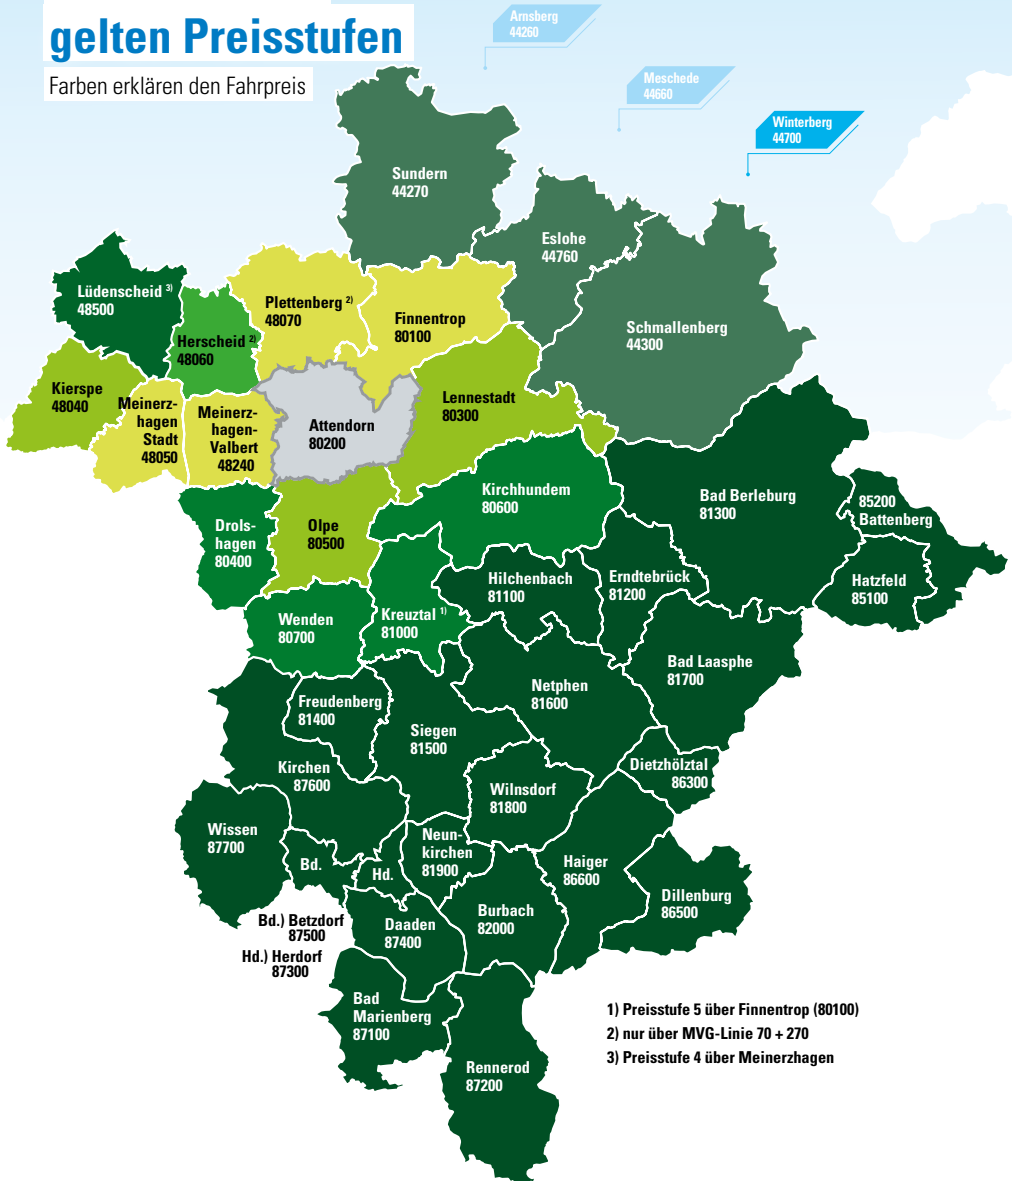 gelten Preisstufen
Farben erklären den Fahrpreis
Arnsberg
44260
Meschede
44660
Winterberg
44700
Sundern
44270
Eslohe
44760
Schmallenberg
44300
Lüdenscheid 3)
48500
Herscheid 2)
48060
Plettenberg 2)
48070
Finnentrop
80100
Kierspe
48040
Meinerz-
hagen
Stadt
48050
Meinerz-
hagen-
Valbert
48240
Attendorn
80200
Lennestadt
80300
Kirchhundem
80600
Bad Berleburg
81300
85200
Battenberg
Hatzfeld
85100
Drols-
hagen
80400
Olpe
80500
Hilchenbach
81100
Erndtebrück
81200
Wenden
80700
Kreuztal 1)
81000
Bad Laasphe
81700
Netphen
81600
Freudenberg
81400
Siegen
81500
Kirchen
87600
Dietzhölztal
86300
Wilnsdorf
81800
Wissen
87700
Bd.
Hd.
Neun-
kirchen
81900
Haiger
86600
Dillenburg
86500
Bd.) Betzdorf
87500
Hd.) Herdorf
87300
Daaden
87400
Burbach
82000
Bad
Marienberg
87100
Rennerod
87200
1) Preisstufe 5 über Finnentrop (80100)
2) nur über MVG-Linie 70 + 270
3) Preisstufe 4 über Meinerzhagen